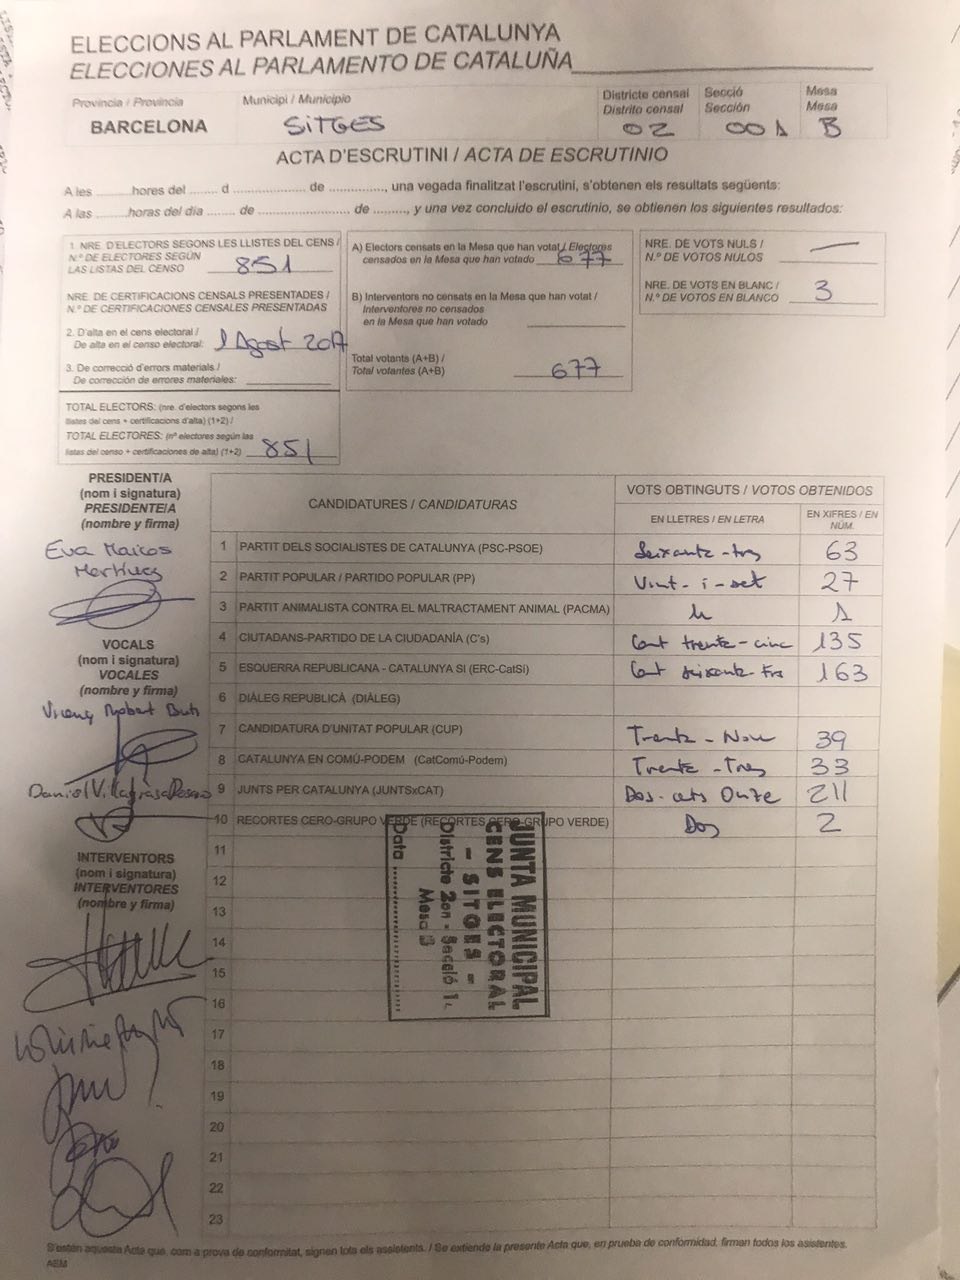 ELECCIONS AL PARLAMENT DE CATALUNYA
ELECCIONES AL PARLAMENTO DE CATALUÑA
Provincia / Provincia
BARCELONA
Municipi / Municipio
SITGES
Districte censal
Distrito censal
02
Secció
Sección
001
Mesa
Mesa
B
ACTA D'ESCRUTINI / ACTA DE ESCRUTINIO
A les ........hores del ....... d .................... de ..............., una vegada finalitzat l'escrutini, s'obtenen els resultats següents:
A las ........horas del día ....... de ......................... de ........, y una vez concluido el escrutinio, se obtienen los siguientes resultados:
1. NRE. D'ELECTORS SEGONS LES LLISTES DEL CENS /
N.º DE ELECTORES SEGÚN
LAS LISTAS DEL CENSO 851
NRE. DE CERTIFICACIONS CENSALS PRESENTADES /
N.º DE CERTIFICACIONES CENSALES PRESENTADAS
2. D'alta en el cens electoral /
De alta en el censo electoral: 1 Agost 2017
3. De correcció d'errors materials /
De corrección de errores materiales:
TOTAL ELECTORS: (nre. d'electors segons les
llistes del cens + certificacions d'alta) (1+2) /
TOTAL ELECTORES: (nº electores según las
listas del censo + certificaciones de alta) (1+2) 851
A) Electors censats en la Mesa que han votat / Electores
censados en la Mesa que han votado 677
B) Interventors no censats en la Mesa que han votat /
Interventores no censados
en la Mesa que han votado
Total votants (A+B) /
Total votantes (A+B) 677
NRE. DE VOTS NULS /
N.º DE VOTOS NULOS —
NRE. DE VOTS EN BLANC /
N.º DE VOTOS EN BLANCO 3
PRESIDENT/A
(nom i signatura)
PRESIDENTE/A
(nombre y firma)
Eva Marcos
Martínez
VOCALS
(nom i signatura)
VOCALES
(nombre y firma)
Vicenç Robert
Daniel Villagrasa
INTERVENTORS
(nom i signatura)
INTERVENTORES
(nombre y firma)
CANDIDATURES / CANDIDATURAS
VOTS OBTINGUTS / VOTOS OBTENIDOS
EN LLETRES / EN LETRA
EN XIFRES / EN NÚM.
1 PARTIT DELS SOCIALISTES DE CATALUNYA (PSC-PSOE) Seixanta-tres 63
2 PARTIT POPULAR / PARTIDO POPULAR (PP) Vint-i-set 27
3 PARTIT ANIMALISTA CONTRA EL MALTRACTAMENT ANIMAL (PACMA) Un 1
4 CIUTADANS-PARTIDO DE LA CIUDADANÍA (C's) Cent trenta-cinc 135
5 ESQUERRA REPUBLICANA - CATALUNYA SI (ERC-CatSí) Cent seixanta-tres 163
6 DIÀLEG REPUBLICÀ (DIÀLEG)
7 CANDIDATURA D'UNITAT POPULAR (CUP) Trenta-Nou 39
8 CATALUNYA EN COMÚ-PODEM (CatComú-Podem) Trenta-Tres 33
9 JUNTS PER CATALUNYA (JUNTSxCAT) Dos-cets Onze 211
10 RECORTES CERO-GRUPO VERDE (RECORTES CERO-GRUPO VERDE) Dos 2
11
12
13
14
15
16
17
18
19
20
21
22
23
JUNTA MUNICIPAL
CENS ELECTORAL
- SITGES -
Districte 2on - Secció 1a
Mesa B
Data ..............
S'estén aquesta Acta que, com a prova de conformitat, signen tots els assistents. / Se extiende la presente Acta que, en prueba de conformidad, firman todos los asistentes.
AEM